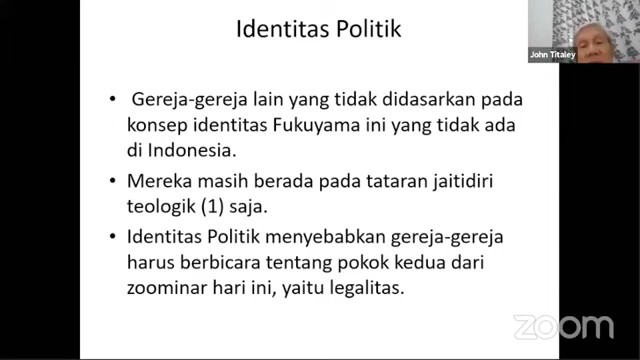 Identitas Politik
John Titaley
• Gereja-gereja lain yang tidak didasarkan pada
konsep identitas Fukuyama ini yang tidak ada
di Indonesia.
• Mereka masih berada pada tataran jaitidiri
teologik (1) saja.
• Identitas Politik menyebabkan gereja-gereja
harus berbicara tentang pokok kedua dari
zoominar hari ini, yaitu legalitas.
zoom